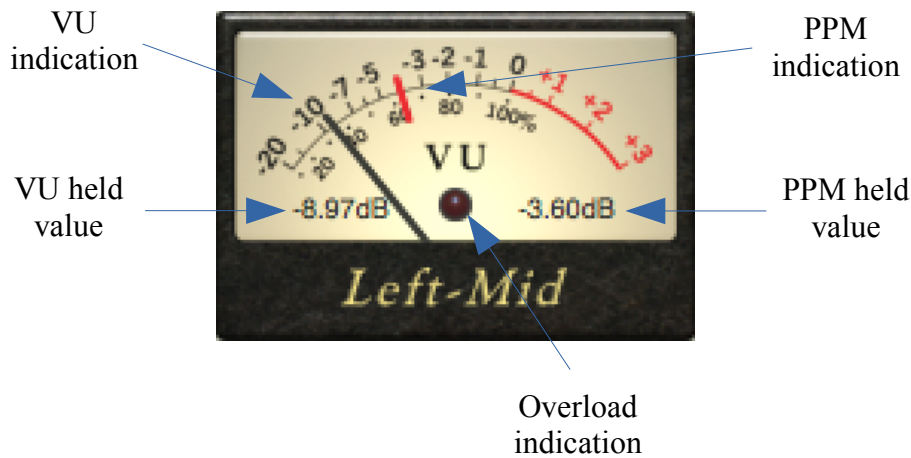 VU
indication
PPM
indication
-20 -10 -7 -5 -3 -2 -1 0 +1 +2 +3
20 40 60 80 100%
VU
VU held
value
-8.97dB
-3.60dB
PPM held
value
Left-Mid
Overload
indication